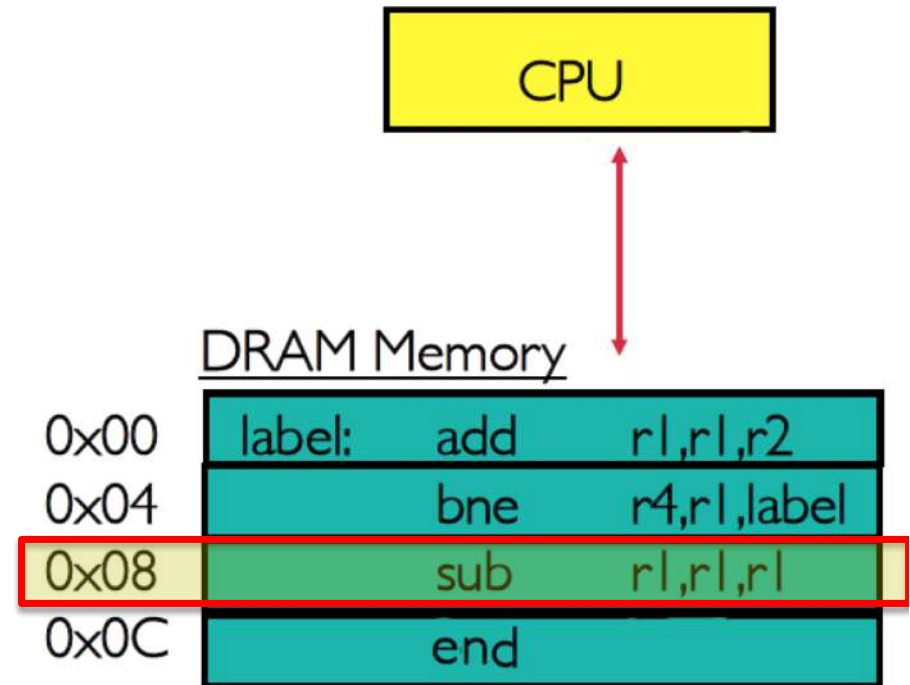 CPU
DRAM Memory
0x00 label: add r1,r1,r2
0x04 bne r4,r1,label
0x08 sub r1,r1,r1
0x0C end